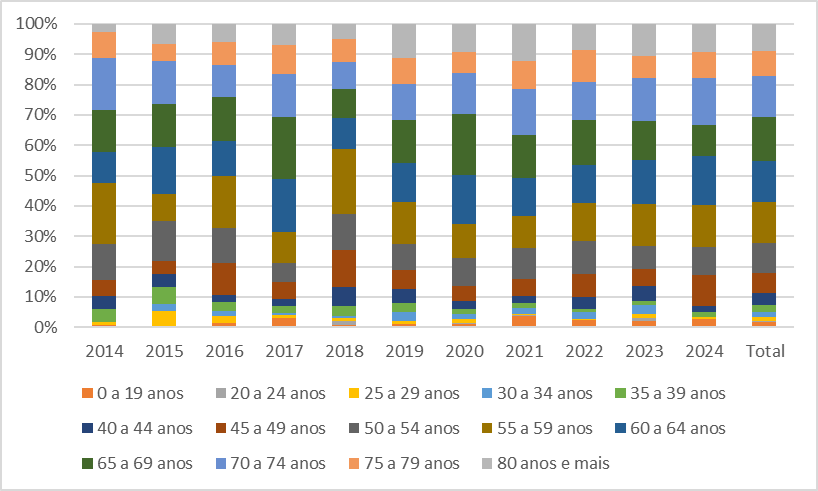 100%
90%
80%
70%
60%
50%
40%
30%
20%
10%
0%
2014 2015 2016 2017 2018 2019 2020 2021 2022 2023 2024 Total
0 a 19 anos 20 a 24 anos 25 a 29 anos 30 a 34 anos 35 a 39 anos
40 a 44 anos 45 a 49 anos 50 a 54 anos 55 a 59 anos 60 a 64 anos
65 a 69 anos 70 a 74 anos 75 a 79 anos 80 anos e mais